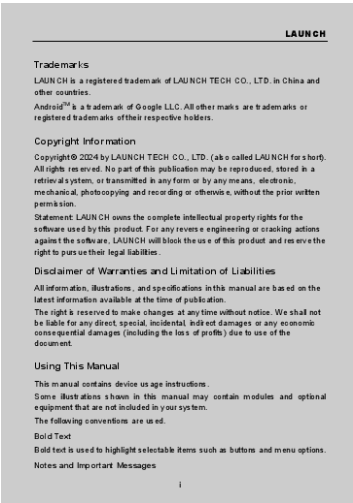 LAUNCH
Trademarks
LAUNCH is a registered trademark of LAUNCH TECH CO., LTD. in China and
other countries.
Android™ is a trademark of Google LLC. All other marks are trademarks or
registered trademarks of their respective holders.
Copyright Information
Copyright® 2024 by LAUNCH TECH CO., LTD. (also called LAUNCH for short).
All rights reserved. No part of this publication may be reproduced, stored in a
retrieval system, or transmitted in any form or by any means, electronic,
mechanical, photocopying and recording or otherwise, without the prior written
permission.
Statement: LAUNCH owns the complete intellectual property rights for the
software used by this product. For any reverse engineering or cracking actions
against the software, LAUNCH will block the use of this product and reserve the
right to pursue their legal liabilities.
Disclaimer of Warranties and Limitation of Liabilities
All information, illustrations, and specifications in this manual are based on the
latest information available at the time of publication.
The right is reserved to make changes at any time without notice. We shall not
be liable for any direct, special, incidental, indirect damages or any economic
consequential damages (including the loss of profits) due to use of the
document.
Using This Manual
This manual contains device usage instructions.
Some illustrations shown in this manual may contain modules and optional
equipment that are not included in your system.
The following conventions are used.
Bold Text
Bold text is used to highlight selectable items such as buttons and menu options.
Notes and Important Messages
i